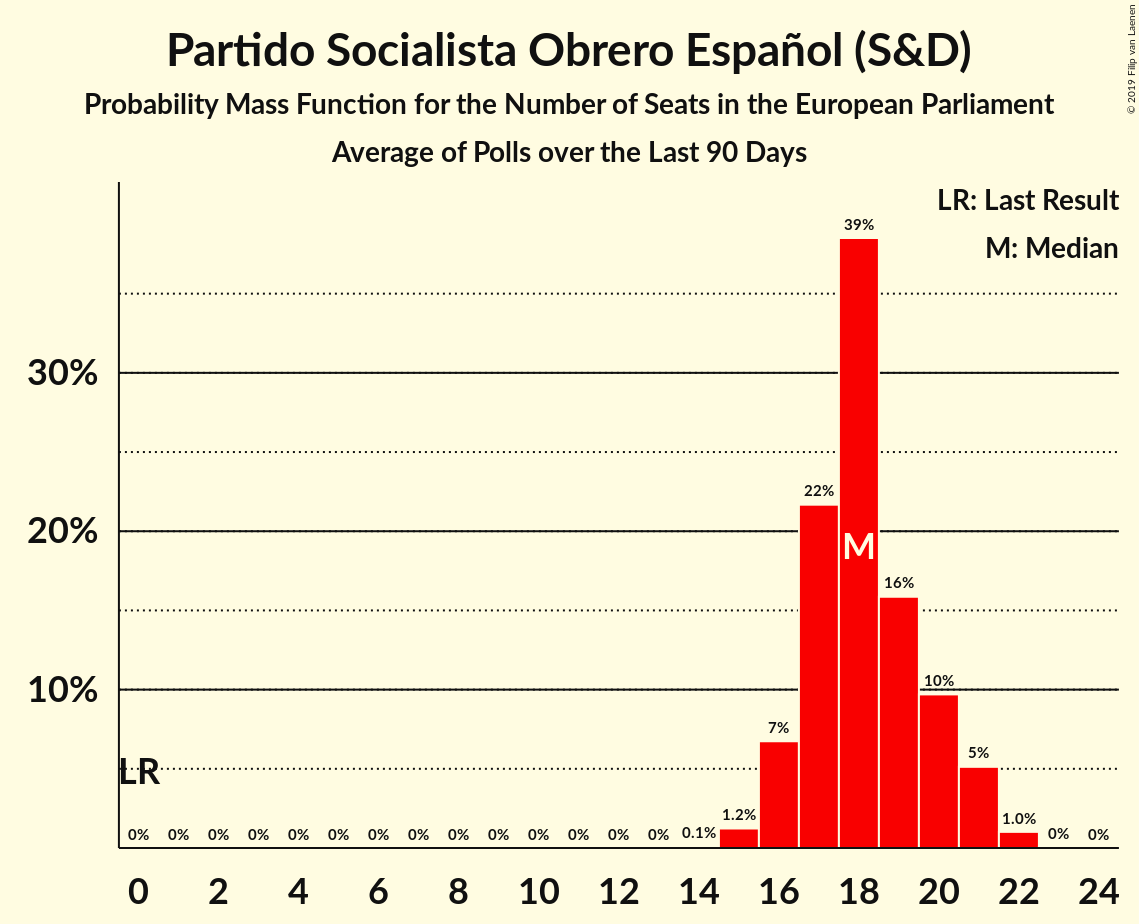 Partido Socialista Obrero Español (S&D)
Probability Mass Function for the Number of Seats in the European Parliament
Average of Polls over the Last 90 Days
© 2019 Filip van Laenen
LR: Last Result
M: Median
30%
20%
10%
LR
M
0% 0% 0% 0% 0% 0% 0% 0% 0% 0% 0% 0% 0% 0% 0.1% 1.2% 7% 22% 39% 16% 10% 5% 1.0% 0% 0%
0 2 4 6 8 10 12 14 16 18 20 22 24